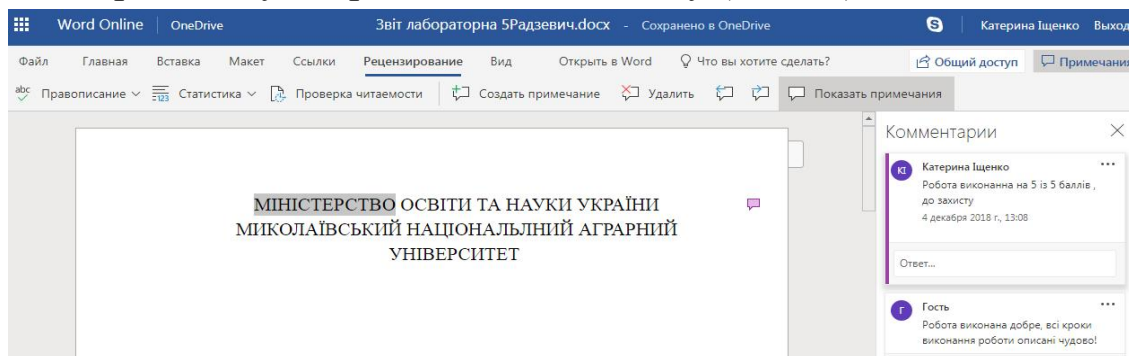 Word Online OneDrive Звіт лабораторна 5Радзевич.docx - Сохранено в OneDrive Катерина Іщенко Выход
Файл Главная Вставка Макет Ссылки Рецензирование Вид Открыть в Word Что вы хотите сделать? Общий доступ Примечания
abc Правописание 123 Статистика Проверка читаемости Создать примечание Удалить Показать примечания
Комментарии
КІ Катерина Іщенко
Робота виконанна на 5 із 5 баллів ,
до захисту
4 декабря 2018 г., 13:08
Ответ...
Г Гость
Робота виконана добре, всі кроки
виконання роботи описані чудово!
МІНІСТЕРСТВО ОСВІТИ ТА НАУКИ УКРАЇНИ
МИКОЛАЇВСЬКИЙ НАЦІОНАЛЬЛНИЙ АГРАРНИЙ
УНІВЕРСИТЕТ